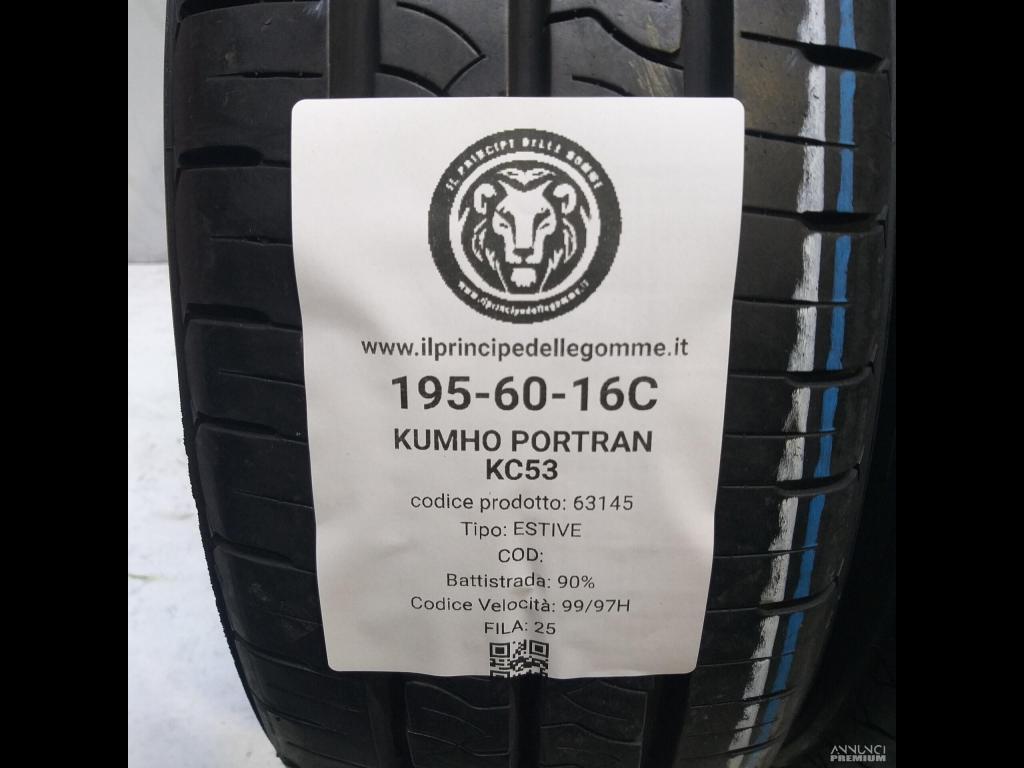 IL PRINCIPE DELLE GOMME
www.ilprincipedellegomme.it
www.ilprincipedellegomme.it
195-60-16C
KUMHO PORTRAN
KC53
codice prodotto: 63145
Tipo: ESTIVE
COD:
Battistrada: 90%
Codice Velocità: 99/97H
FILA: 25
ANNUNCI
PREMIUM